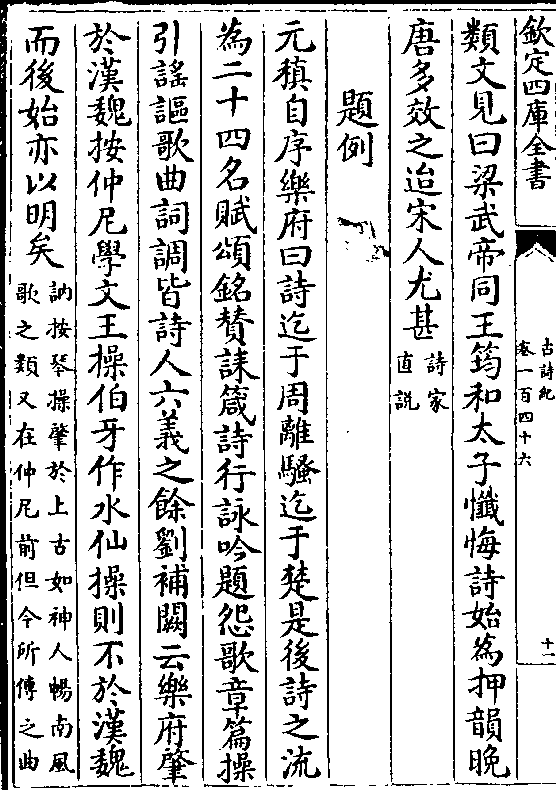 欽定四庫全書
古詩紀
卷一百四十六
十一
類文見曰梁武帝同王筠和太子懺悔詩始爲押韻晚
唐多效之迨宋人尤甚詩家
直説
題例
元稹自序樂府曰詩迄于周離騷迄于楚是後詩之流
為二十四名賦頌銘賛誄箴詩行詠吟題怨歌章篇操
引謡謳歌曲詞調皆詩人六義之餘劉補闕云樂府肇
於漢魏按仲尼學文王操伯牙作水仙操則不於漢魏
而後始亦以明矣訥按琴操肇於上古如神人暢南風
歌之類又在仲尼前但今所傳之曲